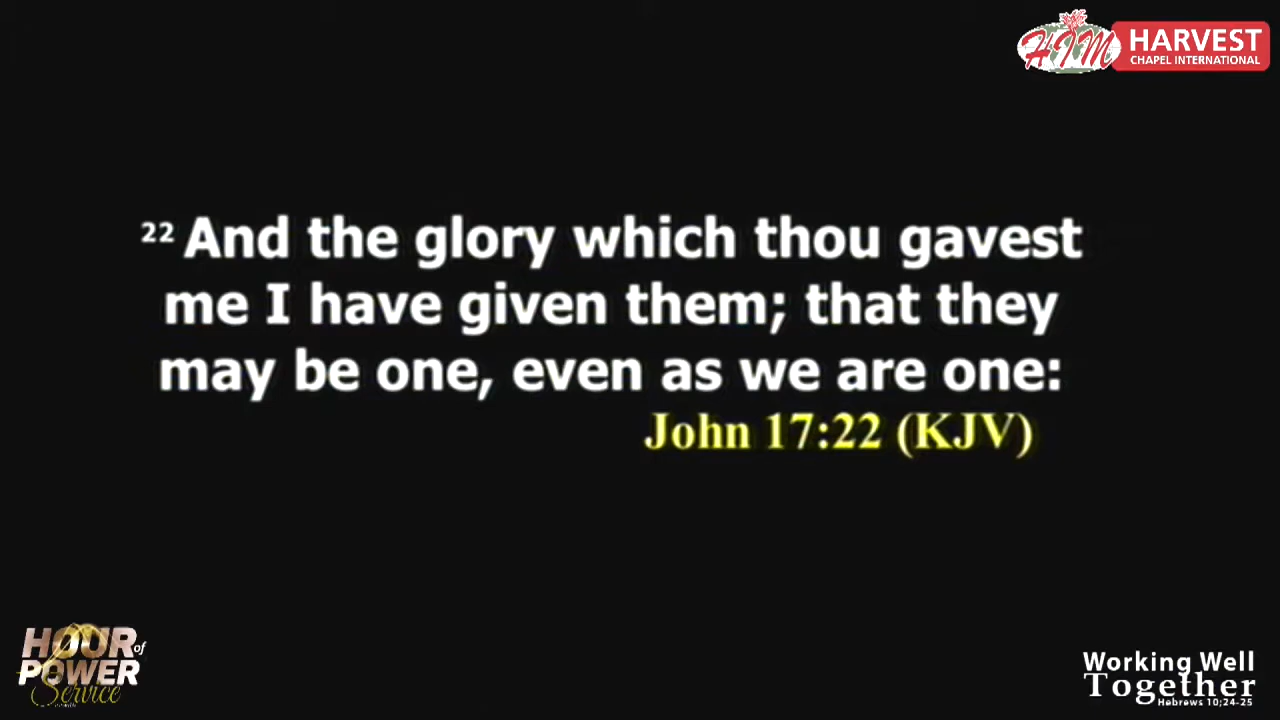 HIM HARVEST
CHAPEL INTERNATIONAL
22 And the glory which thou gavest
me I have given them; that they
may be one, even as we are one:
John 17:22 (KJV)
HOUR of
POWER
Service
Working Well
Together
Hebrews 10;24-25